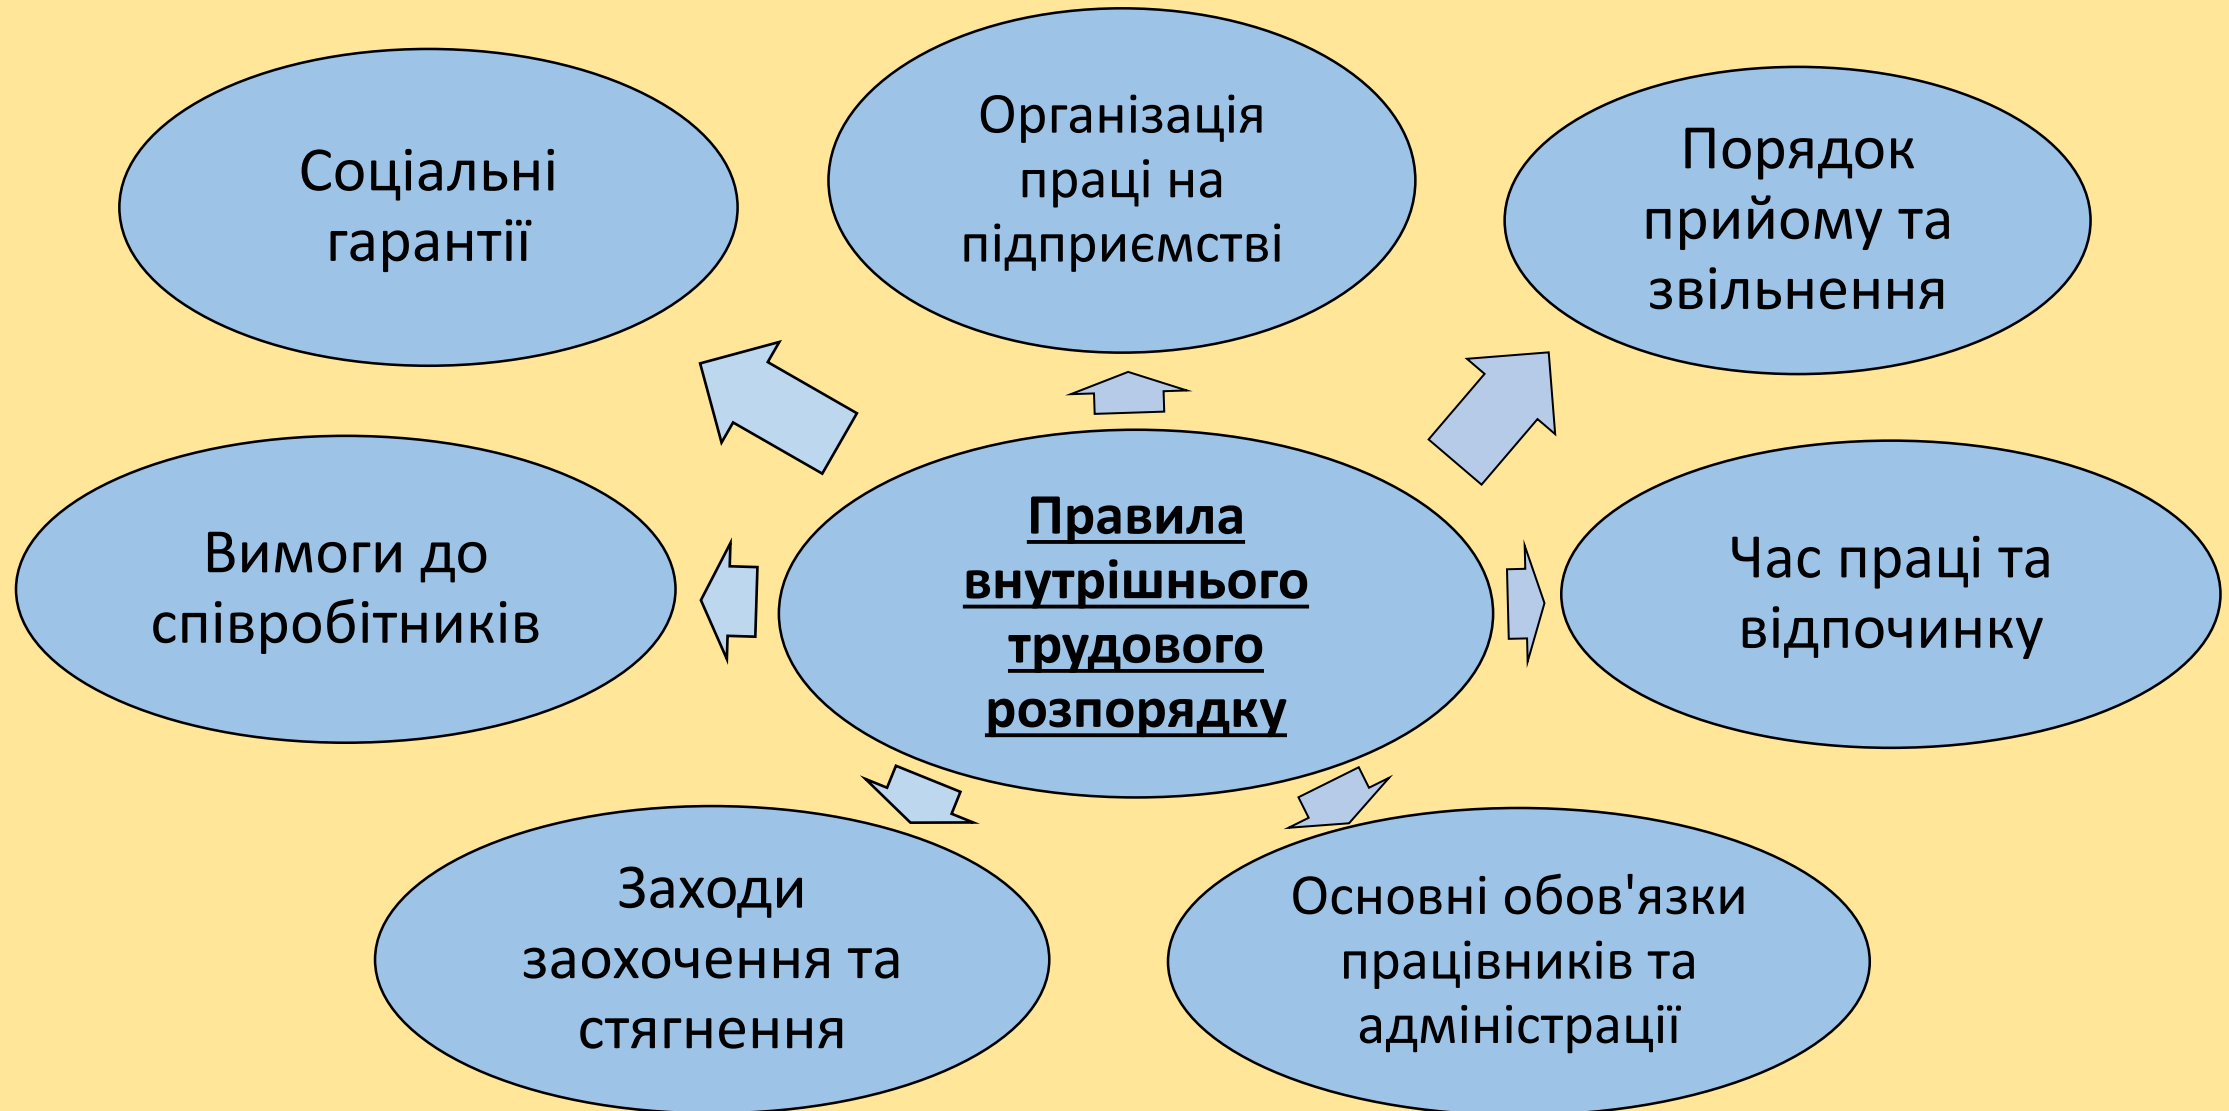 Соціальні
гарантії
Організація
праці на
підприємстві
Порядок
прийому та
звільнення
Вимоги до
співробітників
Правила
внутрішнього
трудового
розпорядку
Час праці та
відпочинку
Заходи
заохочення та
стягнення
Основні обов'язки
працівників та
адміністрації